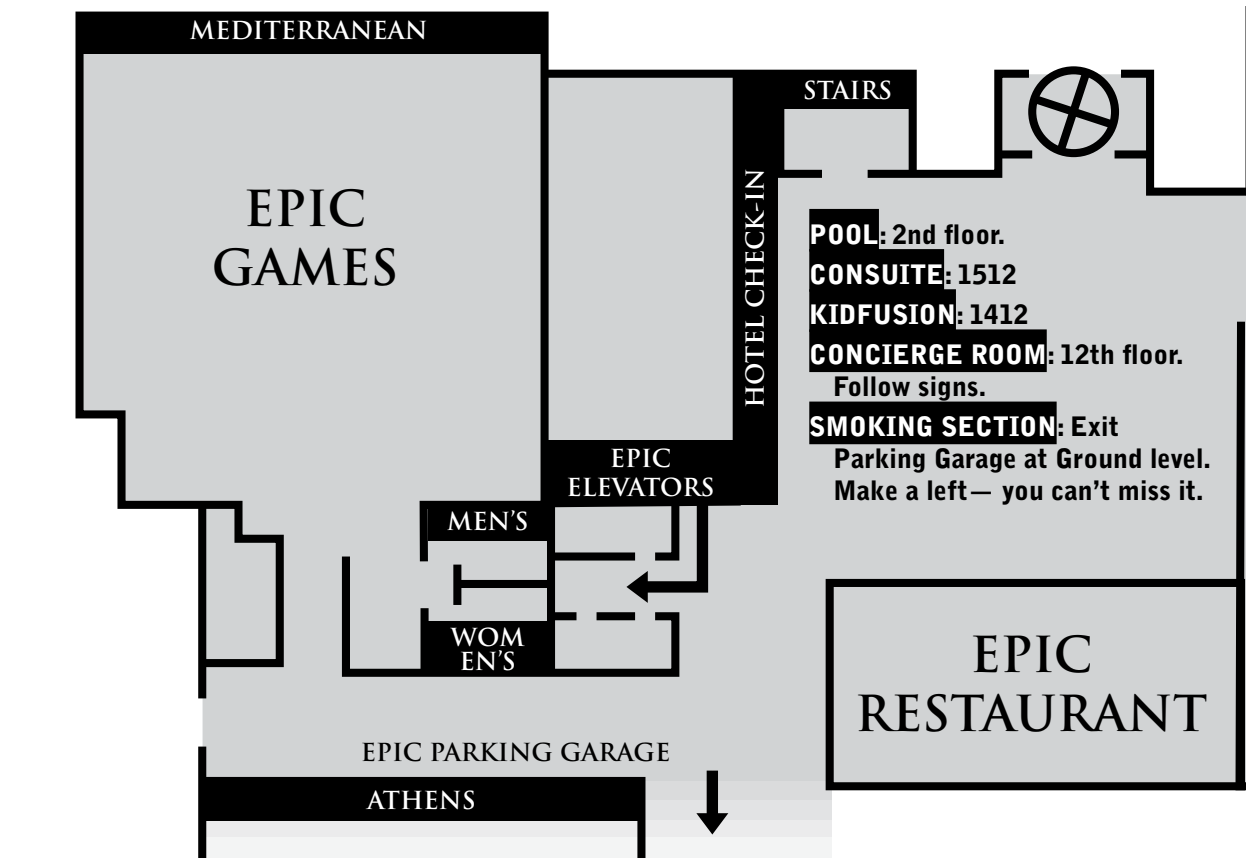 MEDITERRANEAN
STAIRS
EPIC
GAMES
HOTEL CHECK-IN
POOL: 2nd floor.
CONSUITE: 1512
KIDFUSION: 1412
CONCIERGE ROOM: 12th floor.
Follow signs.
SMOKING SECTION: Exit
Parking Garage at Ground level.
Make a left— you can't miss it.
EPIC
ELEVATORS
MEN'S
WOM
EN'S
EPIC
RESTAURANT
EPIC PARKING GARAGE
ATHENS